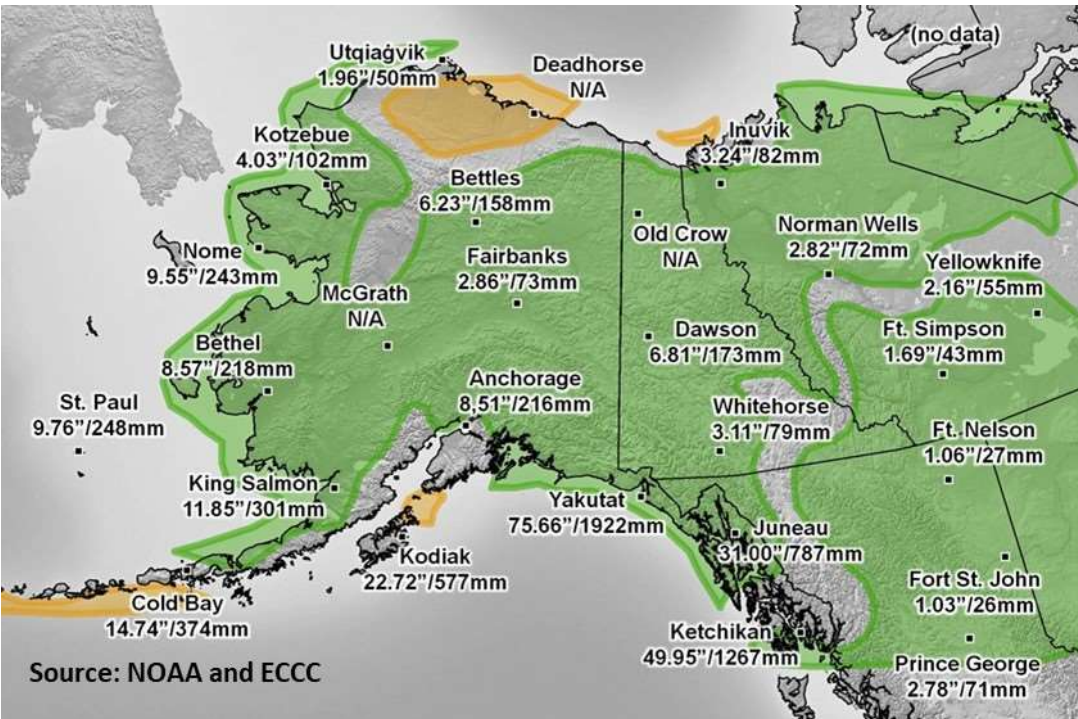 (no data)
Utqiaġvik
1.96”/50mm
Deadhorse
N/A
Kotzebue
4.03”/102mm
Inuvik
3.24”/82mm
Bettles
6.23”/158mm
Old Crow
N/A
Norman Wells
2.82”/72mm
Nome
9.55”/243mm
Fairbanks
2.86”/73mm
Yellowknife
2.16”/55mm
McGrath
N/A
Bethel
8.57”/218mm
Dawson
6.81”/173mm
Ft. Simpson
1.69”/43mm
St. Paul
9.76”/248mm
Anchorage
8,51”/216mm
Whitehorse
3.11”/79mm
Ft. Nelson
1.06”/27mm
King Salmon
11.85”/301mm
Yakutat
75.66”/1922mm
Juneau
31.00”/787mm
Kodiak
22.72”/577mm
Fort St. John
1.03”/26mm
Cold Bay
14.74”/374mm
Ketchikan
49.95”/1267mm
Prince George
2.78”/71mm
Source: NOAA and ECCC